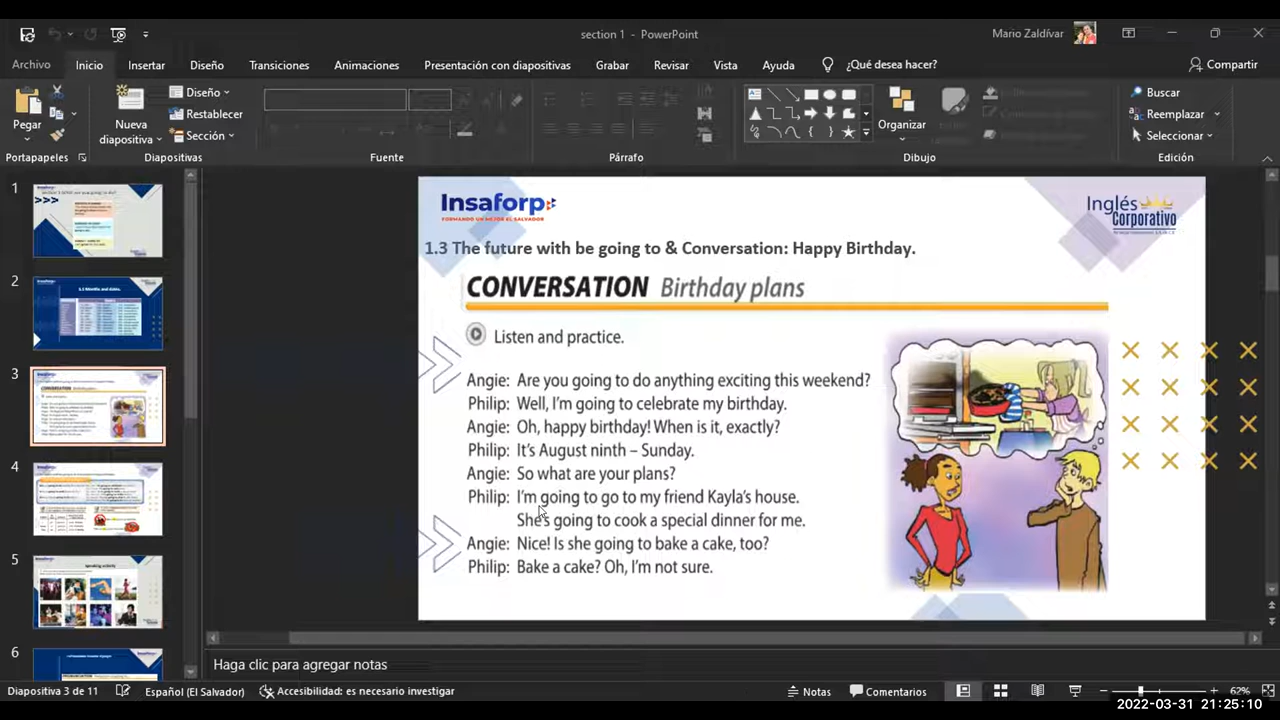 section 1 - PowerPoint
Mario Zaldívar
Archivo
Inicio
Insertar
Diseño
Transiciones
Animaciones
Presentación con diapositivas
Grabar
Revisar
Vista
Ayuda
¿Qué desea hacer?
Compartir
Pegar
Nueva diapositiva
Diseño
Restablecer
Sección
Organizar
Buscar
Reemplazar
Seleccionar
Portapapeles
Diapositivas
Fuente
Párrafo
Dibujo
Edición
1
2
3
4
5
6
Insaforp
FORMANDO UN MEJOR EL SALVADOR
Inglés
Corporativo
1.3 The future with be going to & Conversation: Happy Birthday.
CONVERSATION Birthday plans
Listen and practice.
Angie: Are you going to do anything exciting this weekend?
Philip: Well, I'm going to celebrate my birthday.
Angie: Oh, happy birthday! When is it, exactly?
Philip: It's August ninth – Sunday.
Angie: So what are your plans?
Philip: I'm going to go to my friend Kayla's house.
She's going to cook a special dinner for me.
Angie: Nice! Is she going to bake a cake, too?
Philip: Bake a cake? Oh, I'm not sure.
Haga clic para agregar notas
Diapositiva 3 de 11
Español (El Salvador)
Accesibilidad: es necesario investigar
Notas
Comentarios
62%
2022-03-31 21:25:10